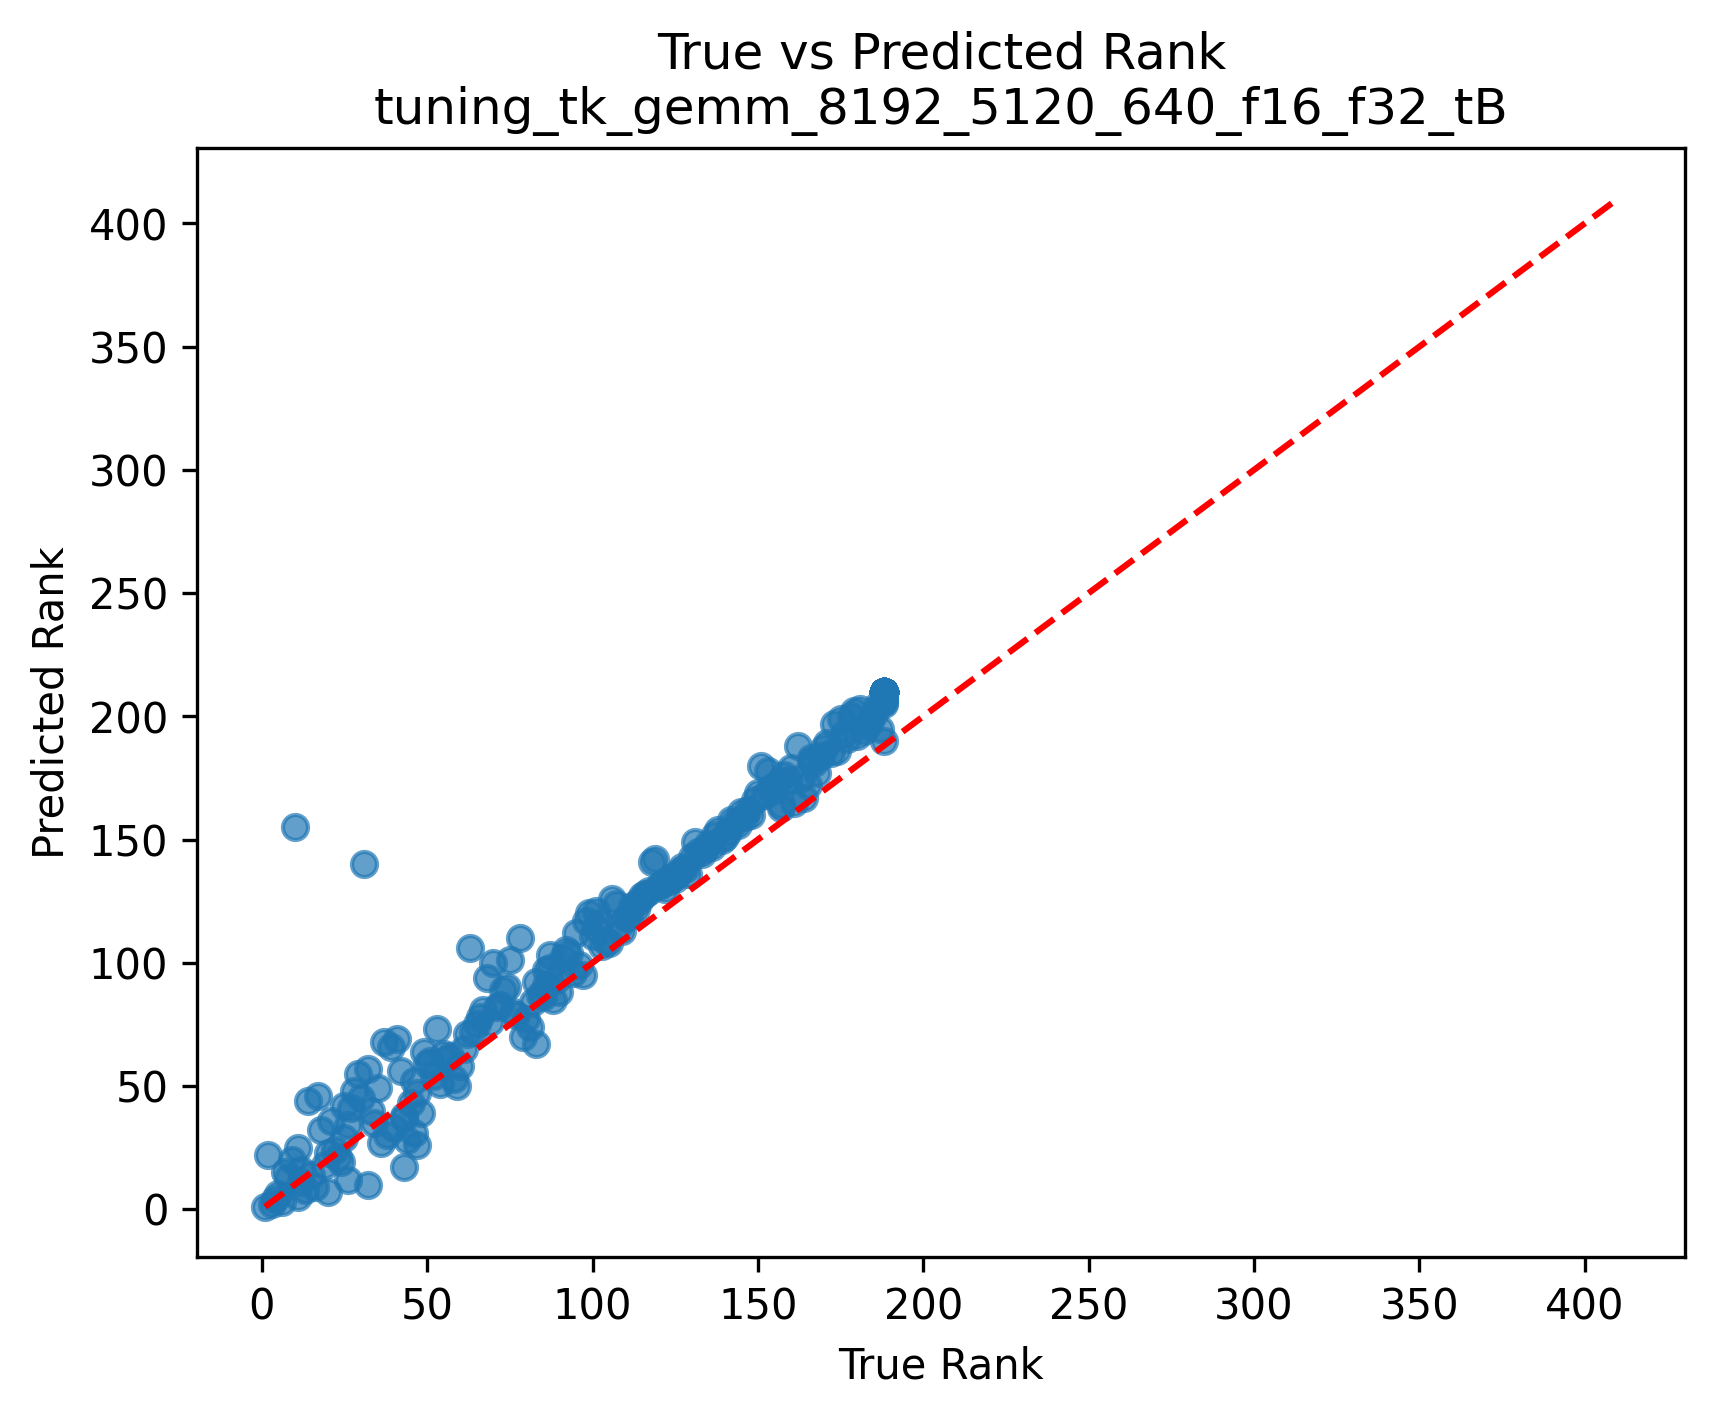 True vs Predicted Rank
tuning_tk_gemm_8192_5120_640_f16_f32_tB
400
350
300
250
200
150
100
50
0
Predicted Rank
0 50 100 150 200 250 300 350 400
True Rank